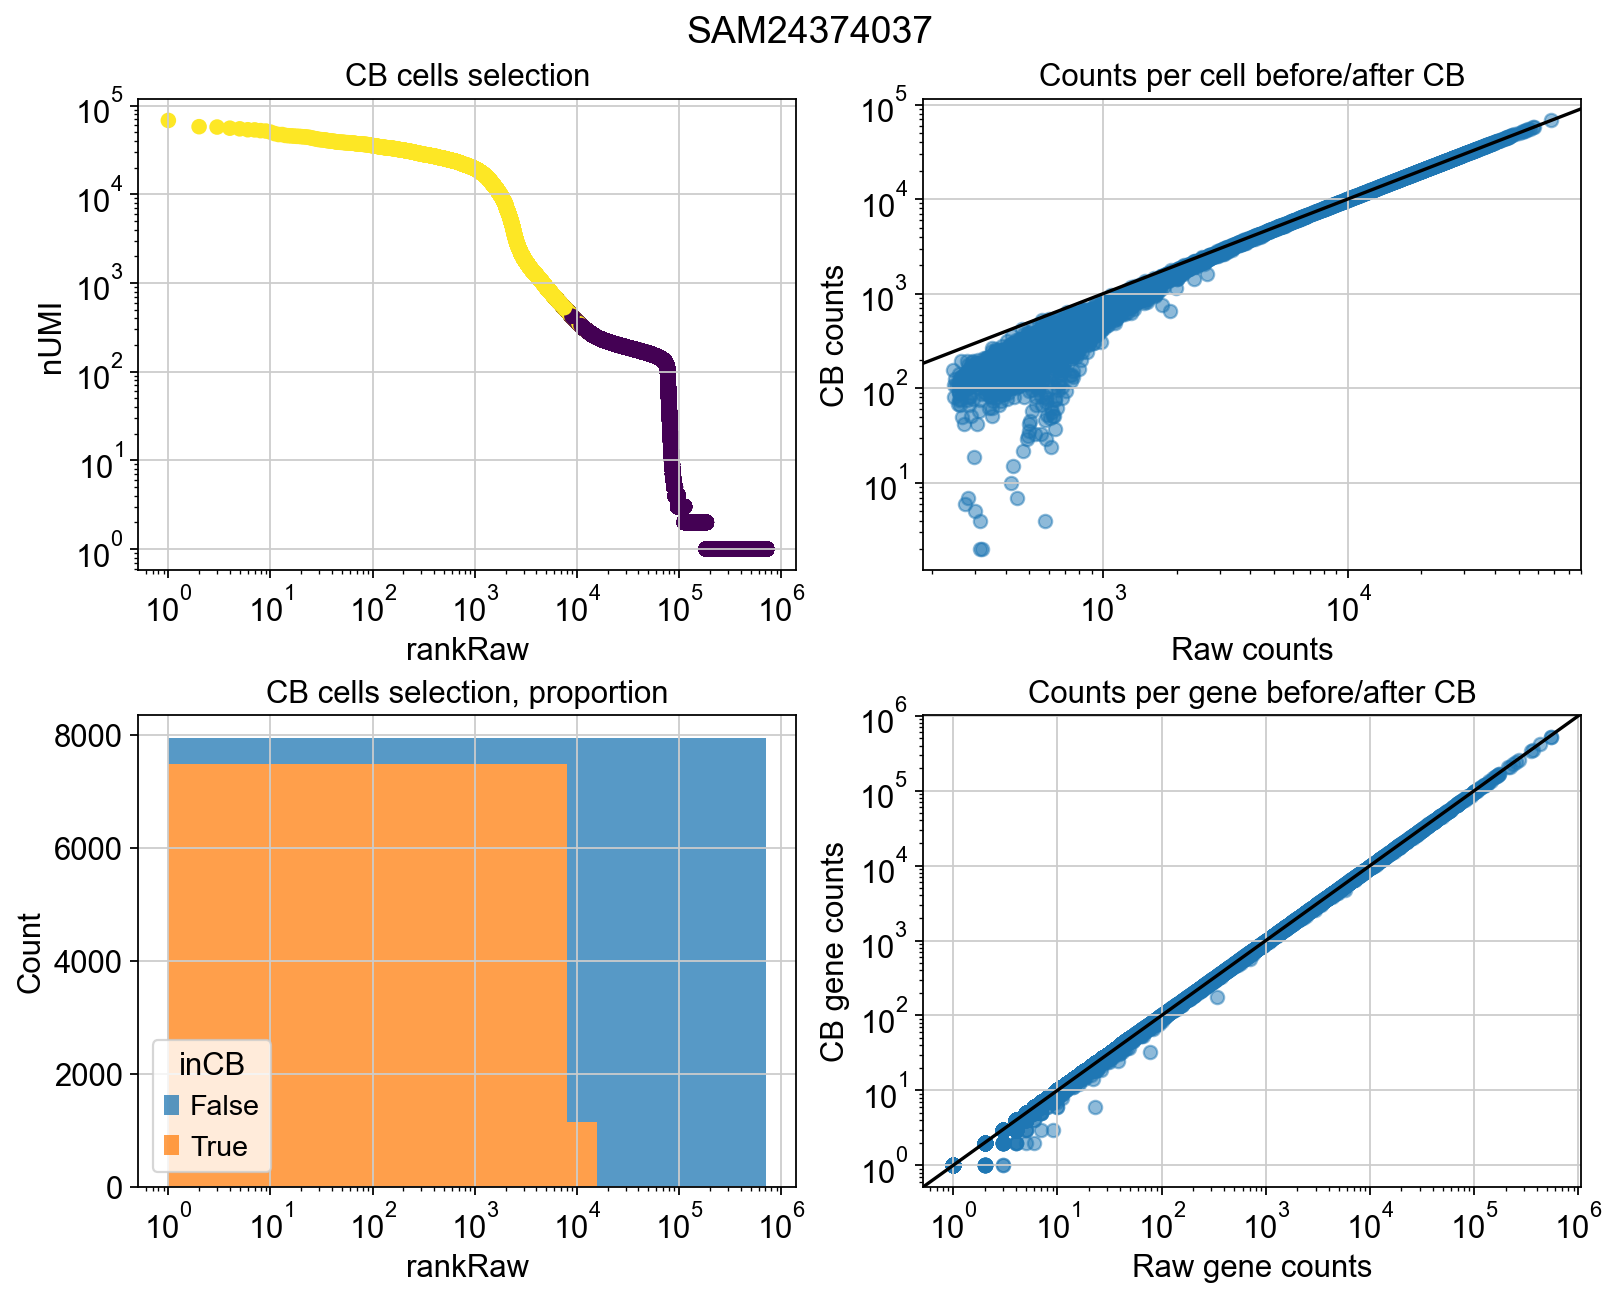 SAM24374037
CB cells selection
10^5
10^4
10^3
10^2
10^1
10^0
nUMI
10^0 10^1 10^2 10^3 10^4 10^5 10^6
rankRaw
Counts per cell before/after CB
10^5
10^4
10^3
10^2
10^1
CB counts
10^3 10^4
Raw counts
CB cells selection, proportion
8000
6000
4000
2000
0
Count
inCB
False
True
10^0 10^1 10^2 10^3 10^4 10^5 10^6
rankRaw
Counts per gene before/after CB
10^6
10^5
10^4
10^3
10^2
10^1
10^0
CB gene counts
10^0 10^1 10^2 10^3 10^4 10^5 10^6
Raw gene counts